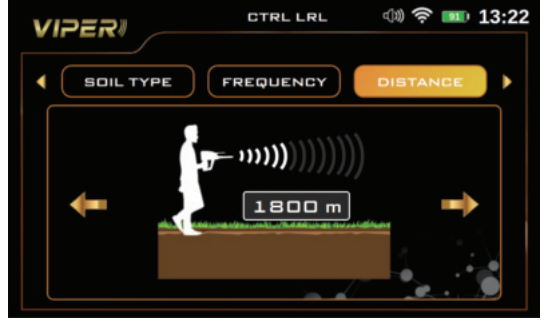 VIPER
CTRL LRL
91
13:22
SOIL TYPE
FREQUENCY
DISTANCE
1800 m